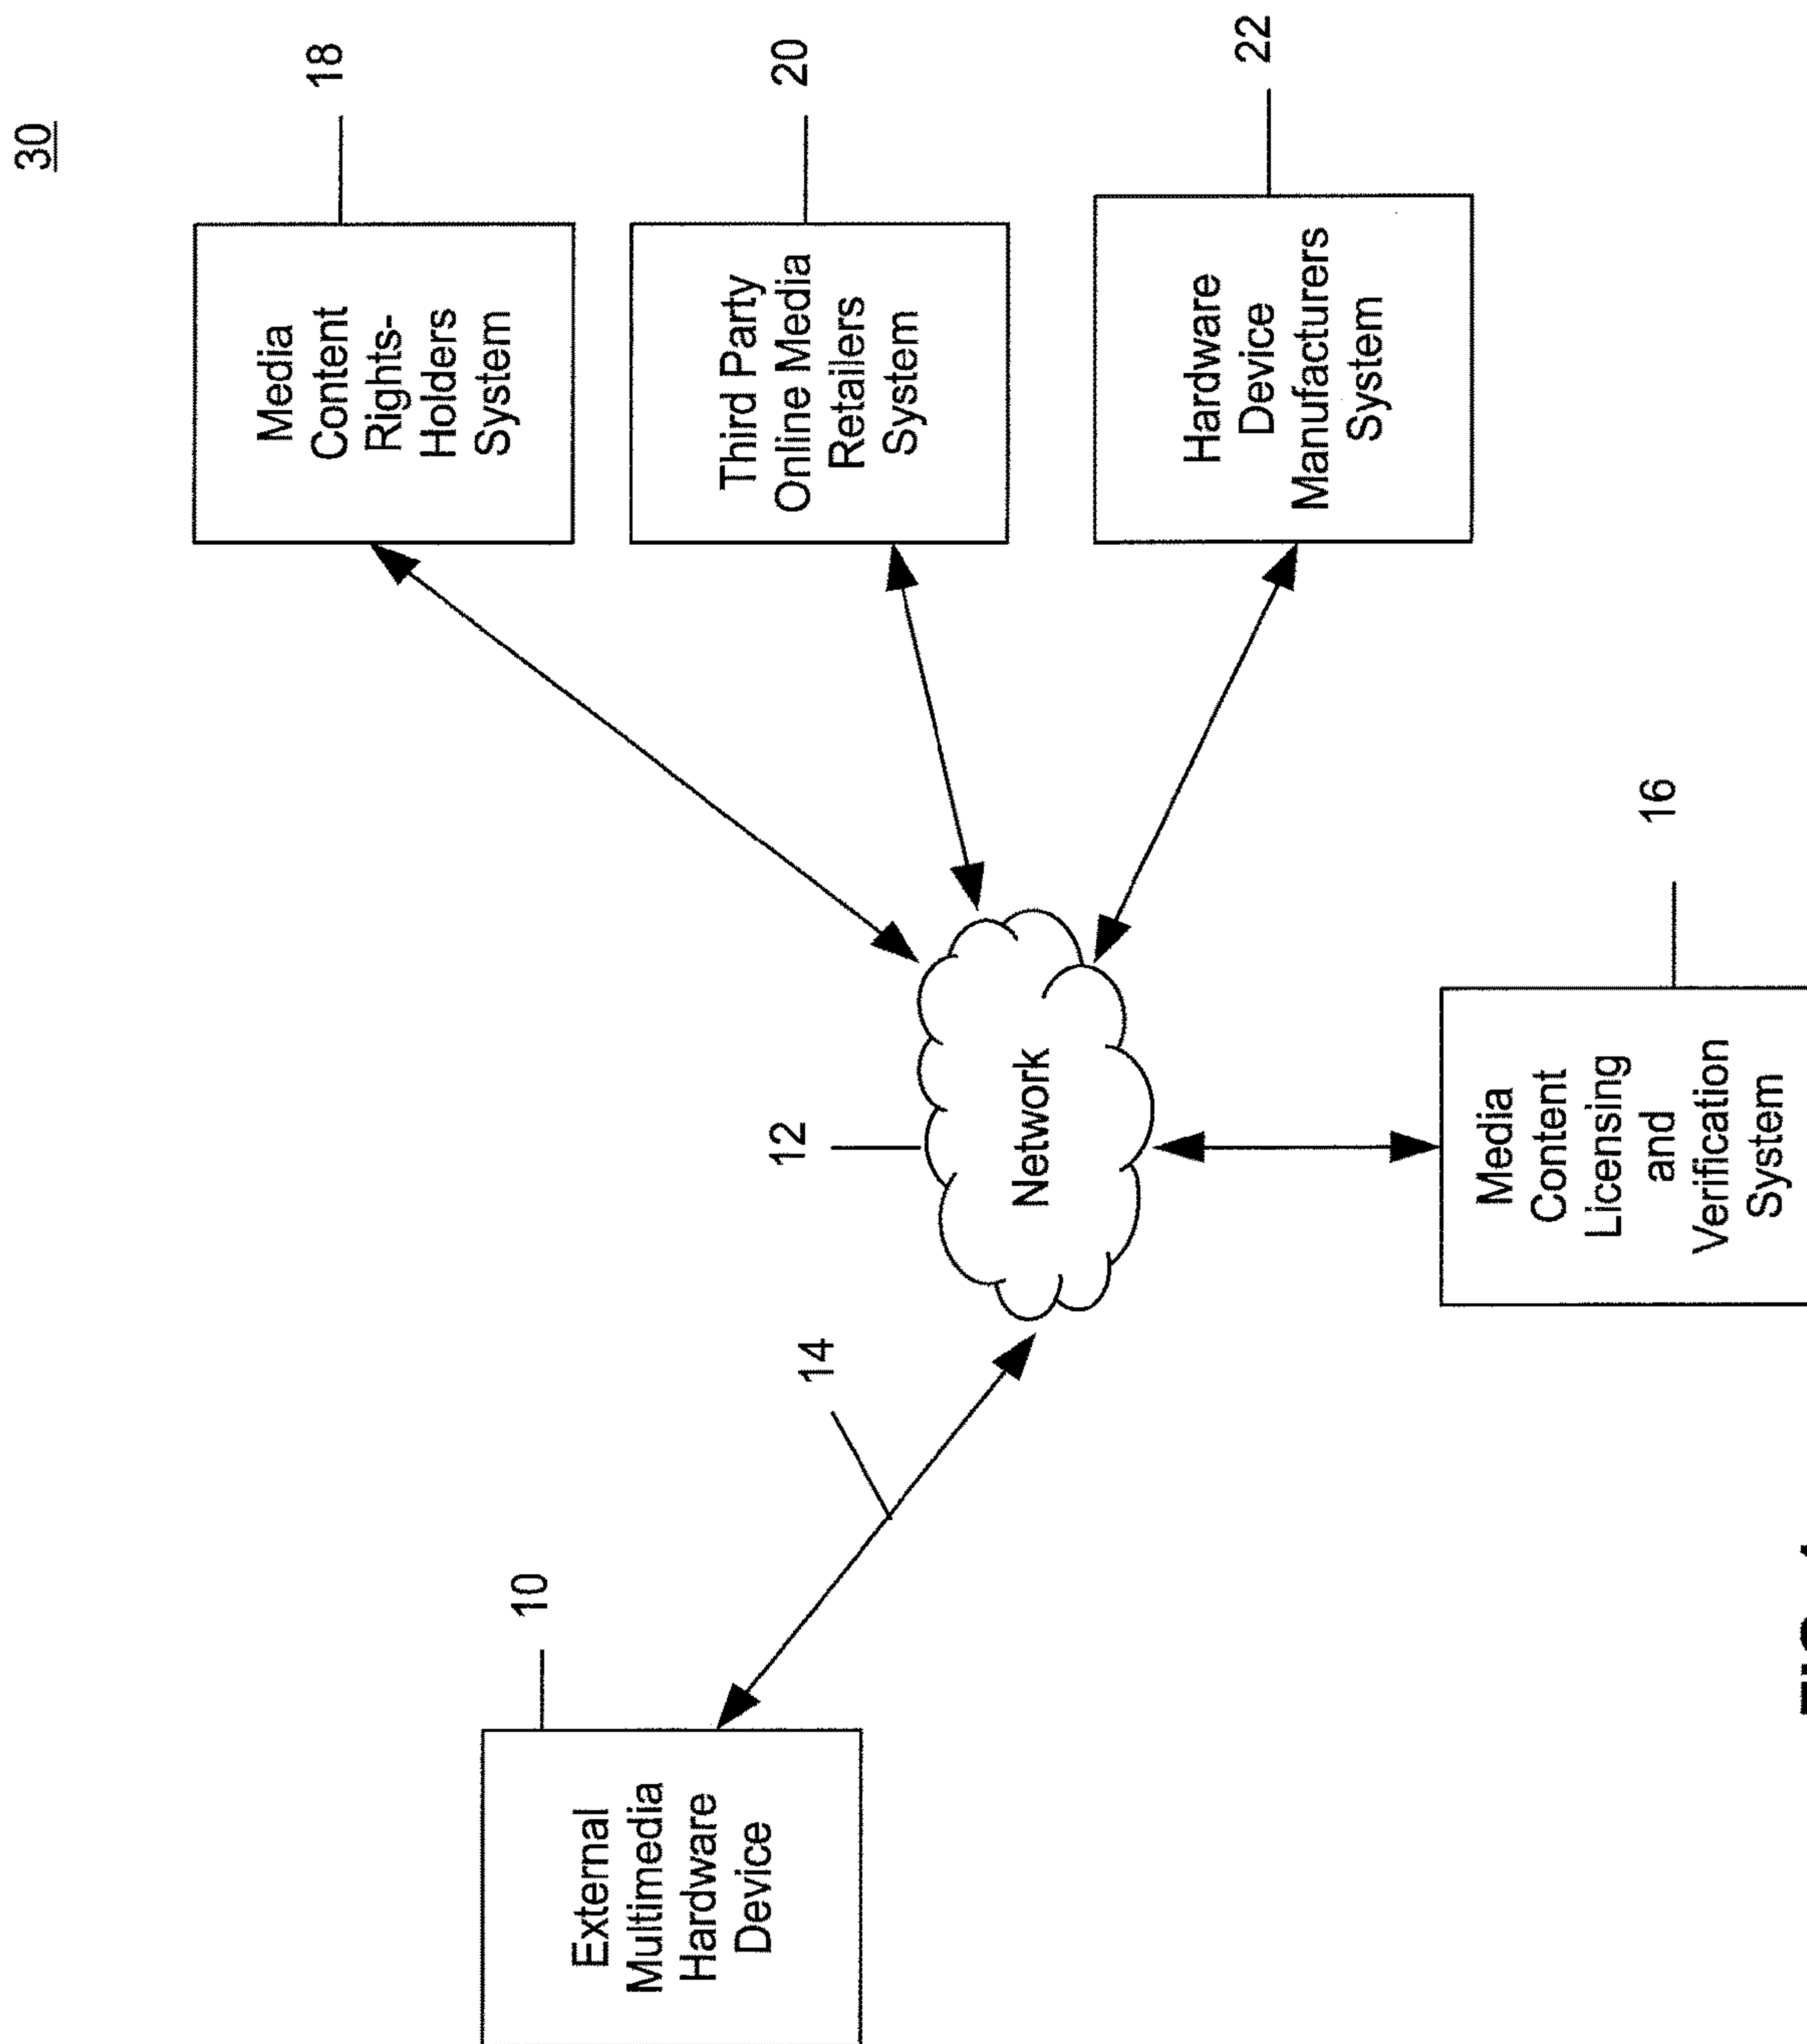 30
Media
Content
Rights-
Holders
System
18
External
Multimedia
Hardware
Device
10
Third Party
Online Media
Retailers
System
20
14
12
Network
Hardware
Device
Manufacturers
System
22
Media
Content
Licensing
and
Verification
System
16